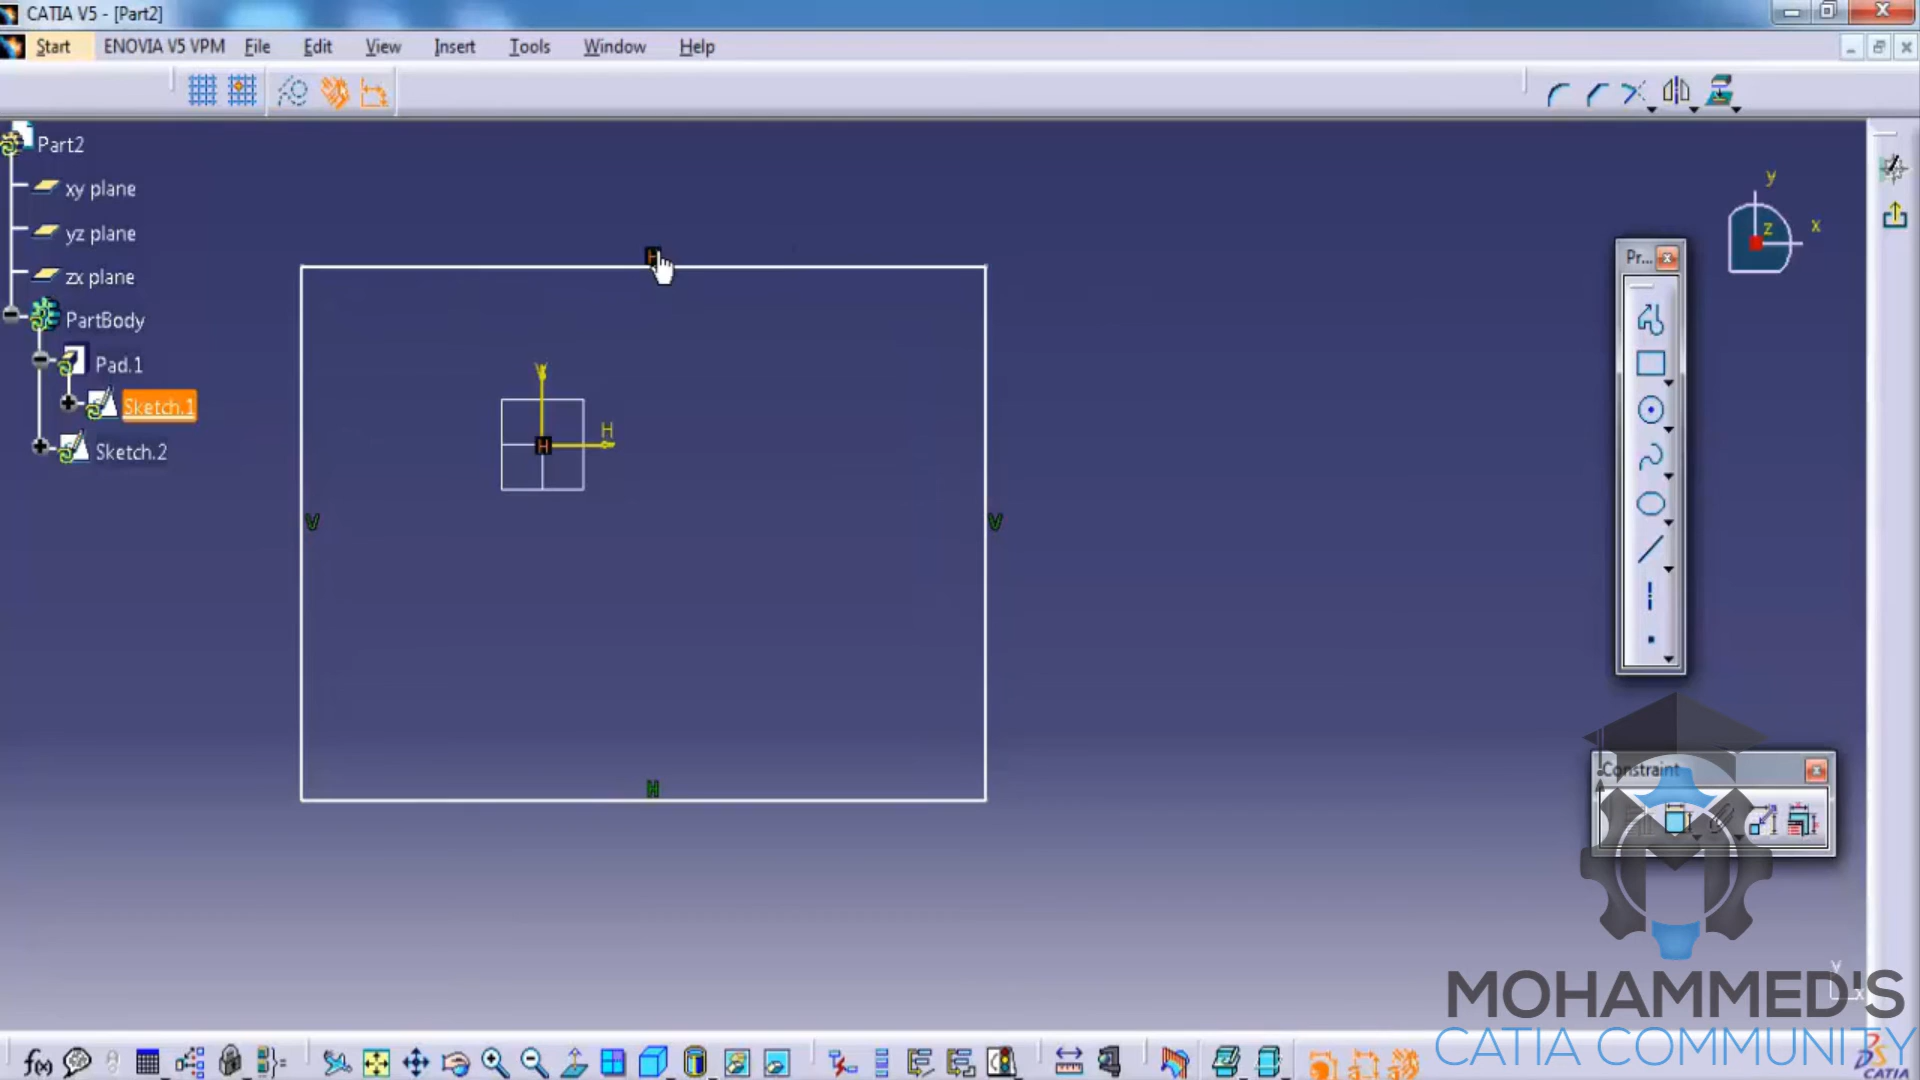 CATIA V5 - [Part2]
Start ENOVIA V5 VPM File Edit View Insert Tools Window Help
Part2
xy plane
yz plane
zx plane
PartBody
Pad.1
Sketch.1
Sketch.2
H
V
H
H
V
V
H
y
x
z
Pr...
Constraint
MOHAMMED'S
CATIA COMMUNITY
f(x)
CATIA